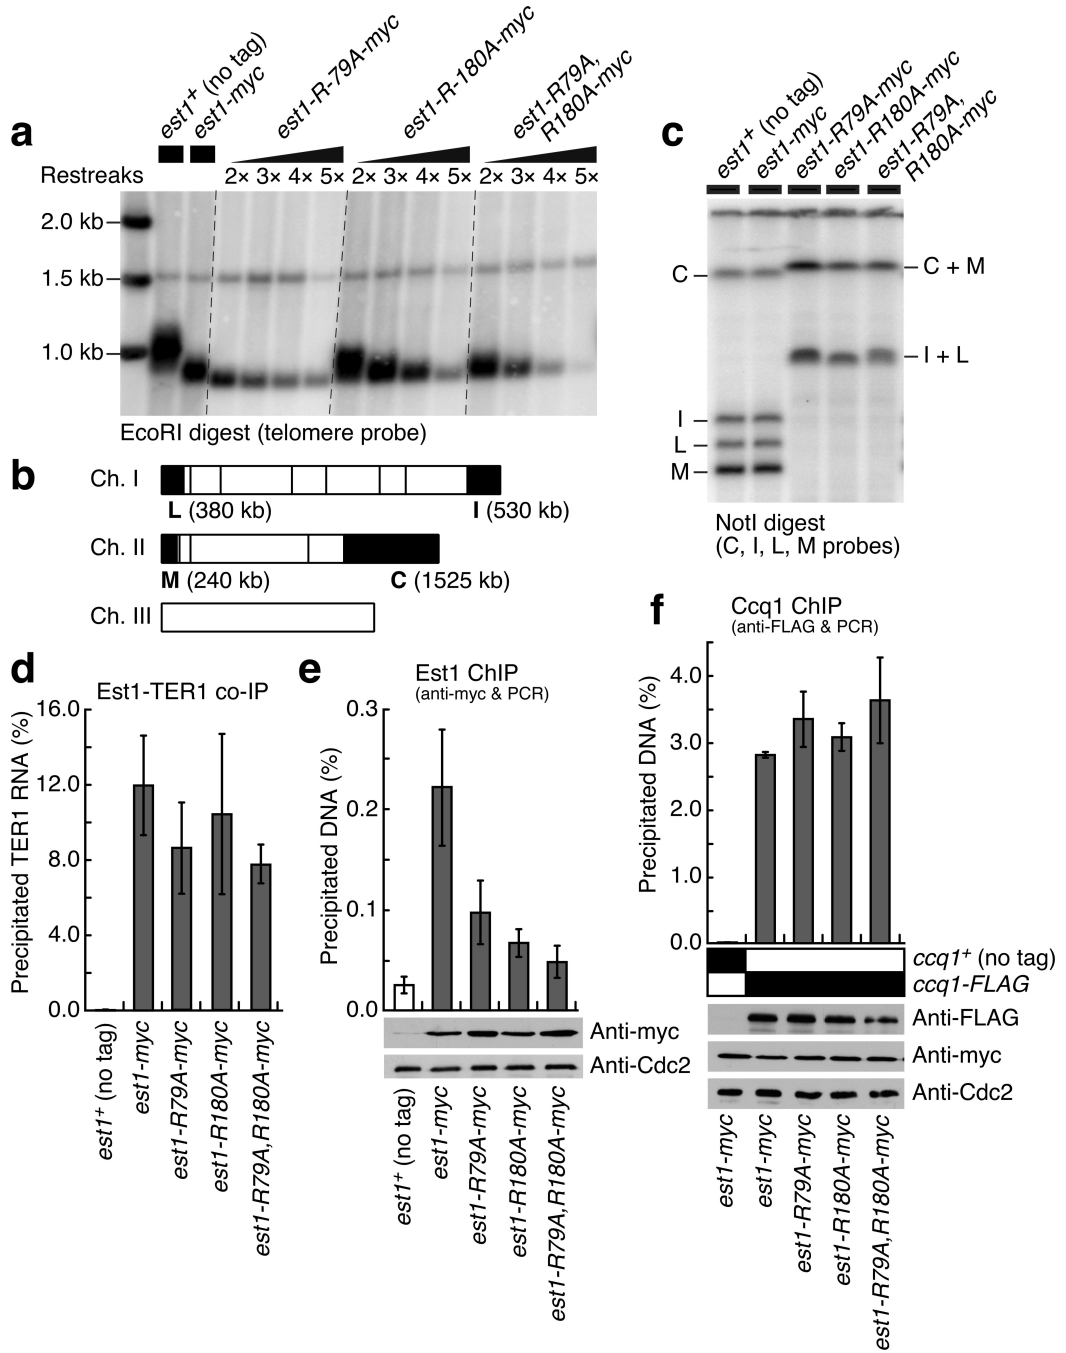 a
est1+ (no tag)
est1-myc
est1-R-79A-myc
est1-R-180A-myc
est1-R79A,
R180A-myc
Restreaks
2× 3× 4× 5× 2× 3× 4× 5× 2× 3× 4× 5×
2.0 kb
1.5 kb
1.0 kb
EcoRI digest (telomere probe)
b
Ch. I
L (380 kb)
I (530 kb)
Ch. II
M (240 kb)
C (1525 kb)
Ch. III
c
est1+ (no tag)
est1-myc
est1-R79A-myc
est1-R180A-myc
est1-R79A,
R180A-myc
C
C + M
I + L
I
L
M
NotI digest
(C, I, L, M probes)
d
Est1-TER1 co-IP
Precipitated TER1 RNA (%)
16.0
12.0
8.0
4.0
0.0
est1+ (no tag)
est1-myc
est1-R79A-myc
est1-R180A-myc
est1-R79A,R180A-myc
e
Est1 ChIP
(anti-myc & PCR)
Precipitated DNA (%)
0.3
0.2
0.1
0.0
Anti-myc
Anti-Cdc2
est1+ (no tag)
est1-myc
est1-R79A-myc
est1-R180A-myc
est1-R79A,R180A-myc
f
Ccq1 ChIP
(anti-FLAG & PCR)
Precipitated DNA (%)
4.0
3.0
2.0
1.0
0.0
ccq1+ (no tag)
ccq1-FLAG
Anti-FLAG
Anti-myc
Anti-Cdc2
est1-myc
est1-myc
est1-R79A-myc
est1-R180A-myc
est1-R79A,R180A-myc